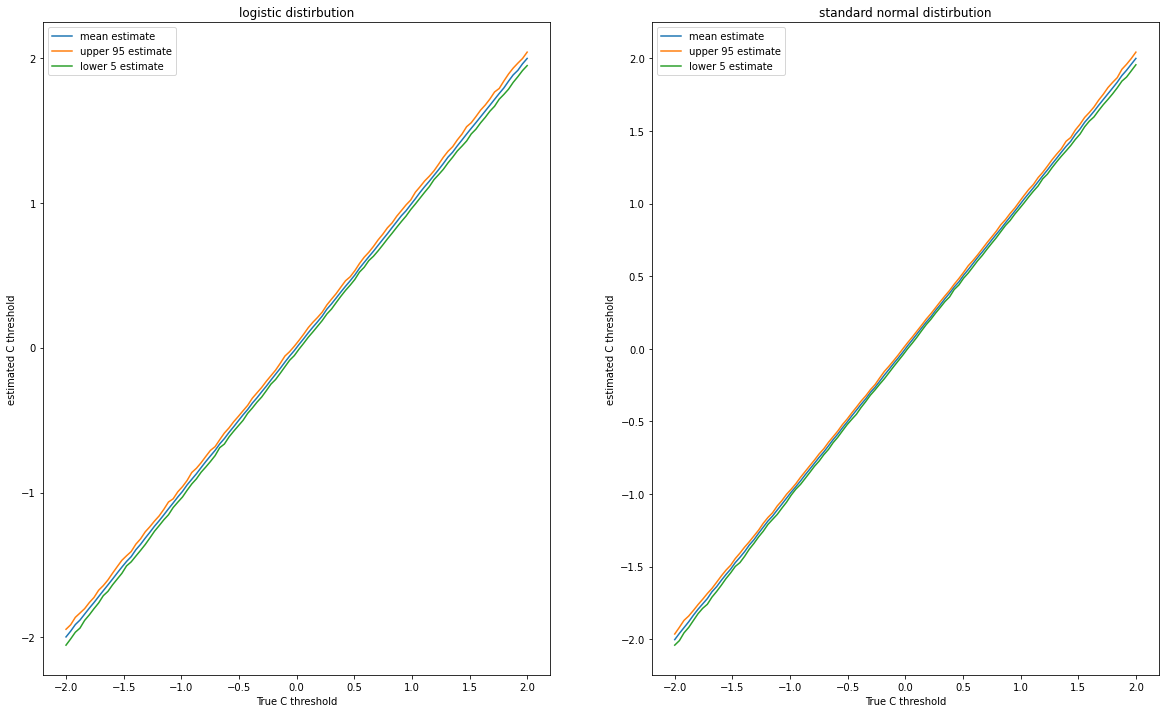 logistic distirbution
mean estimate
upper 95 estimate
lower 5 estimate
2
1
0
−1
−2
estimated C threshold
−2.0 −1.5 −1.0 −0.5 0.0 0.5 1.0 1.5 2.0
True C threshold
standard normal distirbution
mean estimate
upper 95 estimate
lower 5 estimate
2.0
1.5
1.0
0.5
0.0
−0.5
−1.0
−1.5
−2.0
estimated C threshold
−2.0 −1.5 −1.0 −0.5 0.0 0.5 1.0 1.5 2.0
True C threshold